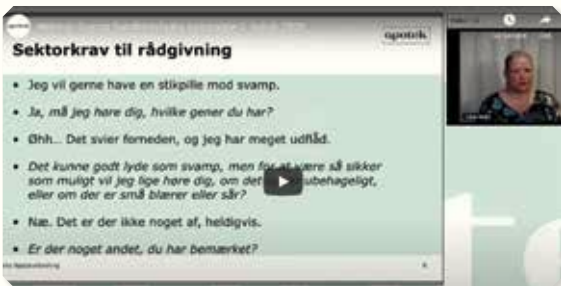 apotek
Sektorkrav til rådgivning
• Jeg vil gerne have en stikpille mod svamp.
• Ja, må jeg høre dig, hvilke gener du har?
• Øhh... Det svier forneden, og jeg har meget udflåd.
• Det kunne godt lyde som svamp, men for at være så sikker
som muligt vil jeg lige høre dig, om det ubehageligt,
eller om der er små blærer eller sår?
• Næ. Det er der ikke noget af, heldigvis.
• Er der noget andet, du har bemærket?